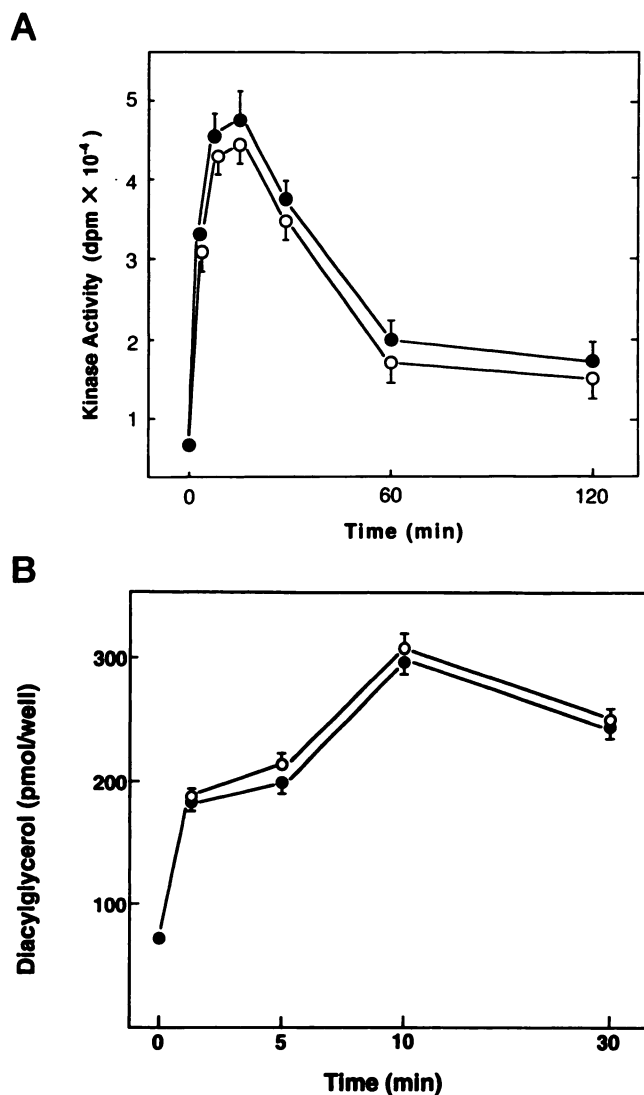 A
Kinase Activity (dpm × 10⁻⁴)
5
4
3
2
1
0 60 120
Time (min)
B
Diacylglycerol (pmol/well)
300
200
100
0 5 10 30
Time (min)